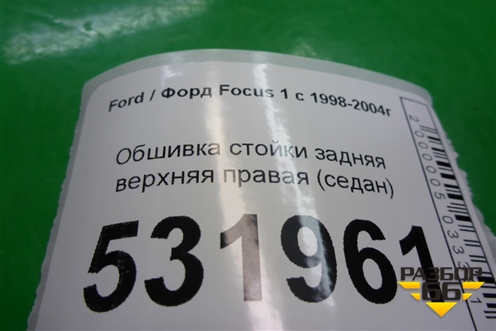 Ford / Форд Focus 1 с 1998-2004г
Обшивка стойки задняя
верхняя правая (седан)
531961
РАЗБОР
66